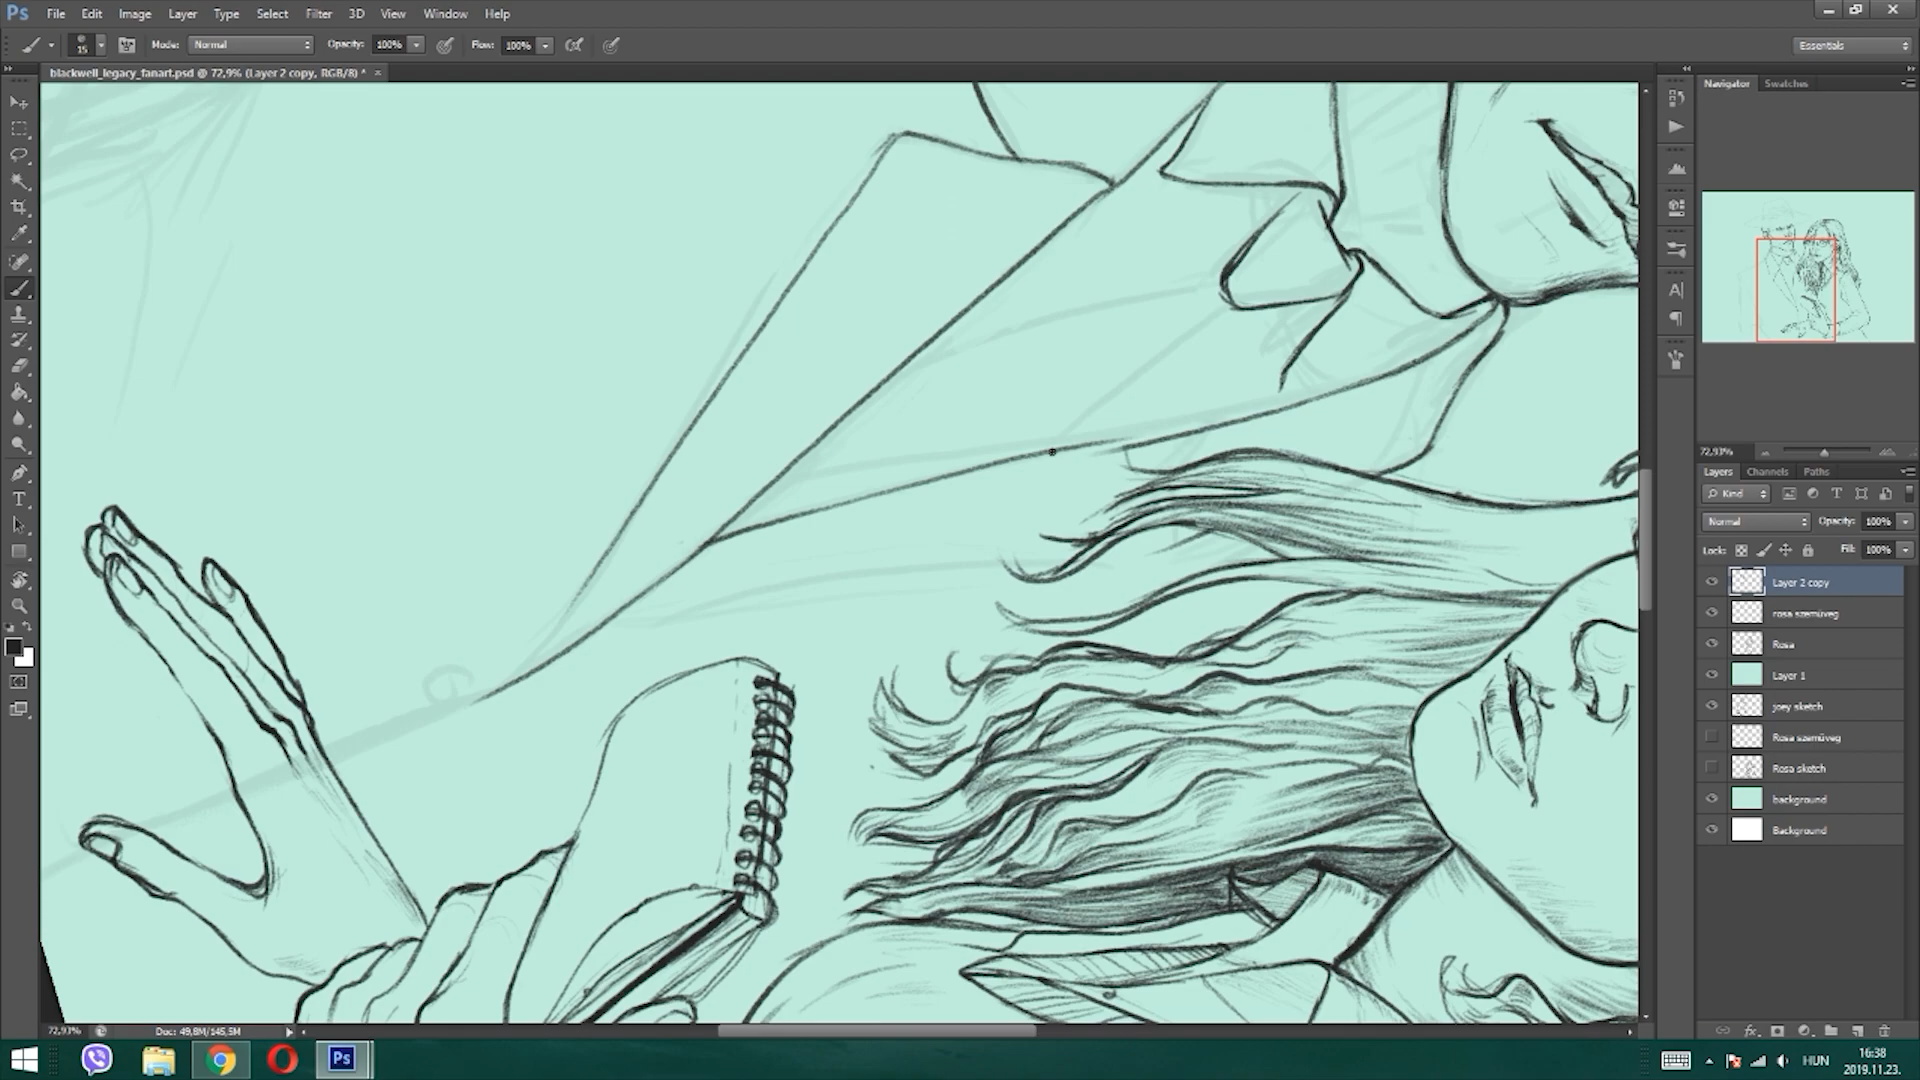 Ps File Edit Image Layer Type Select Filter 3D View Window Help
15 Mode: Normal Opacity: 100% Flow: 100% Essentials
blackwell_legacy_fanart.psd @ 72,9% (Layer 2 copy, RGB/8) * ×
Navigator Swatches
72,93%
Layers Channels Paths
Kind
Normal Opacity: 100%
Lock: Fill: 100%
Layer 2 copy
rosa szemüveg
Rosa
Layer 1
joey sketch
Rosa szemüveg
Rosa sketch
background
Background
72,93% Doc: 49,8M/145,5M
Ps HUN 16:38
2019.11.23.